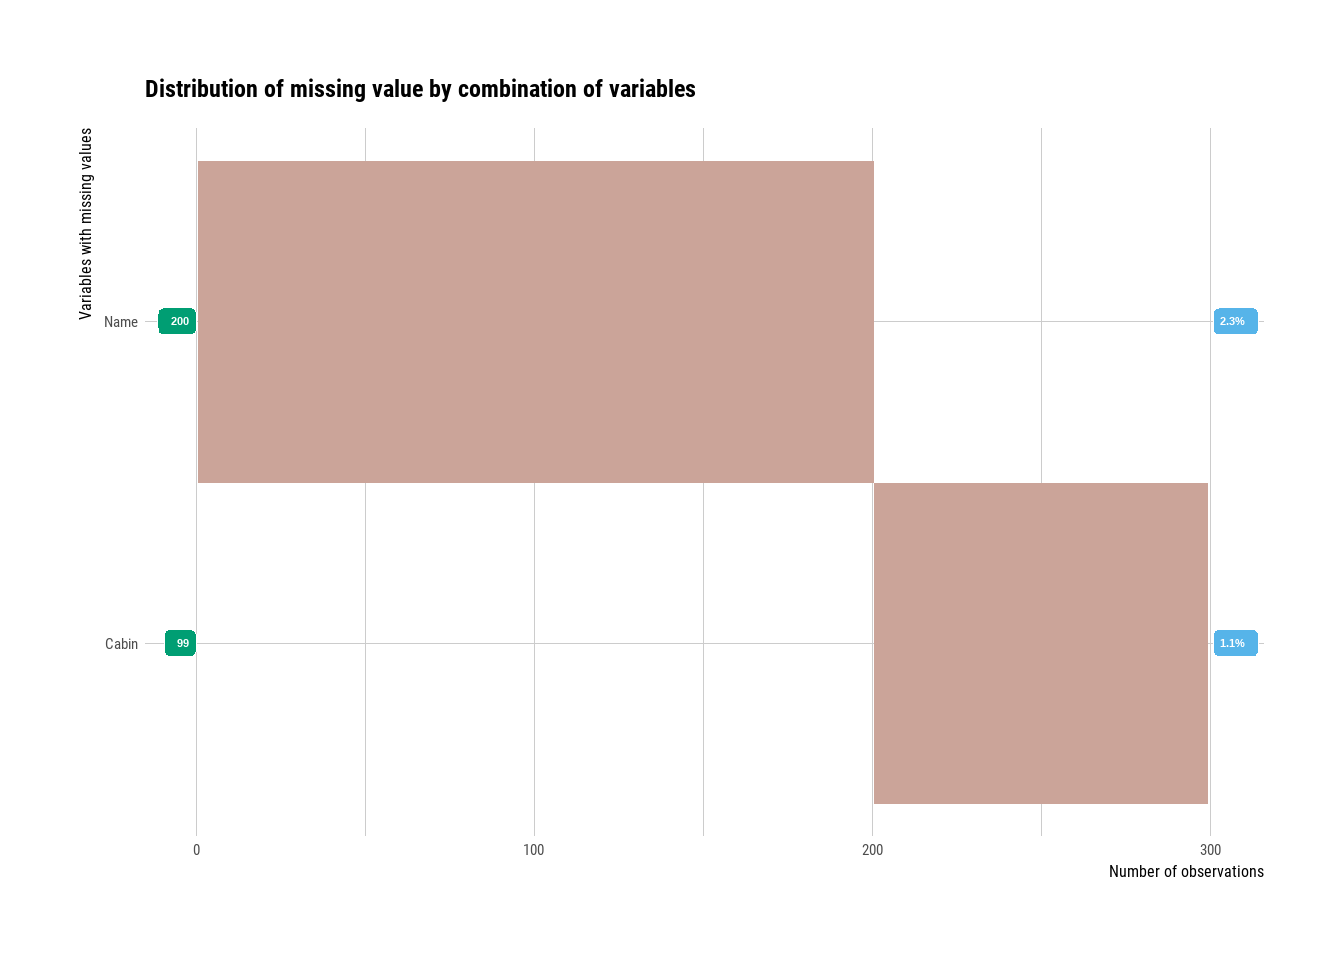 Distribution of missing value by combination of variables
Variables with missing values
Name
200
2.3%
Cabin
99
1.1%
0
100
200
300
Number of observations